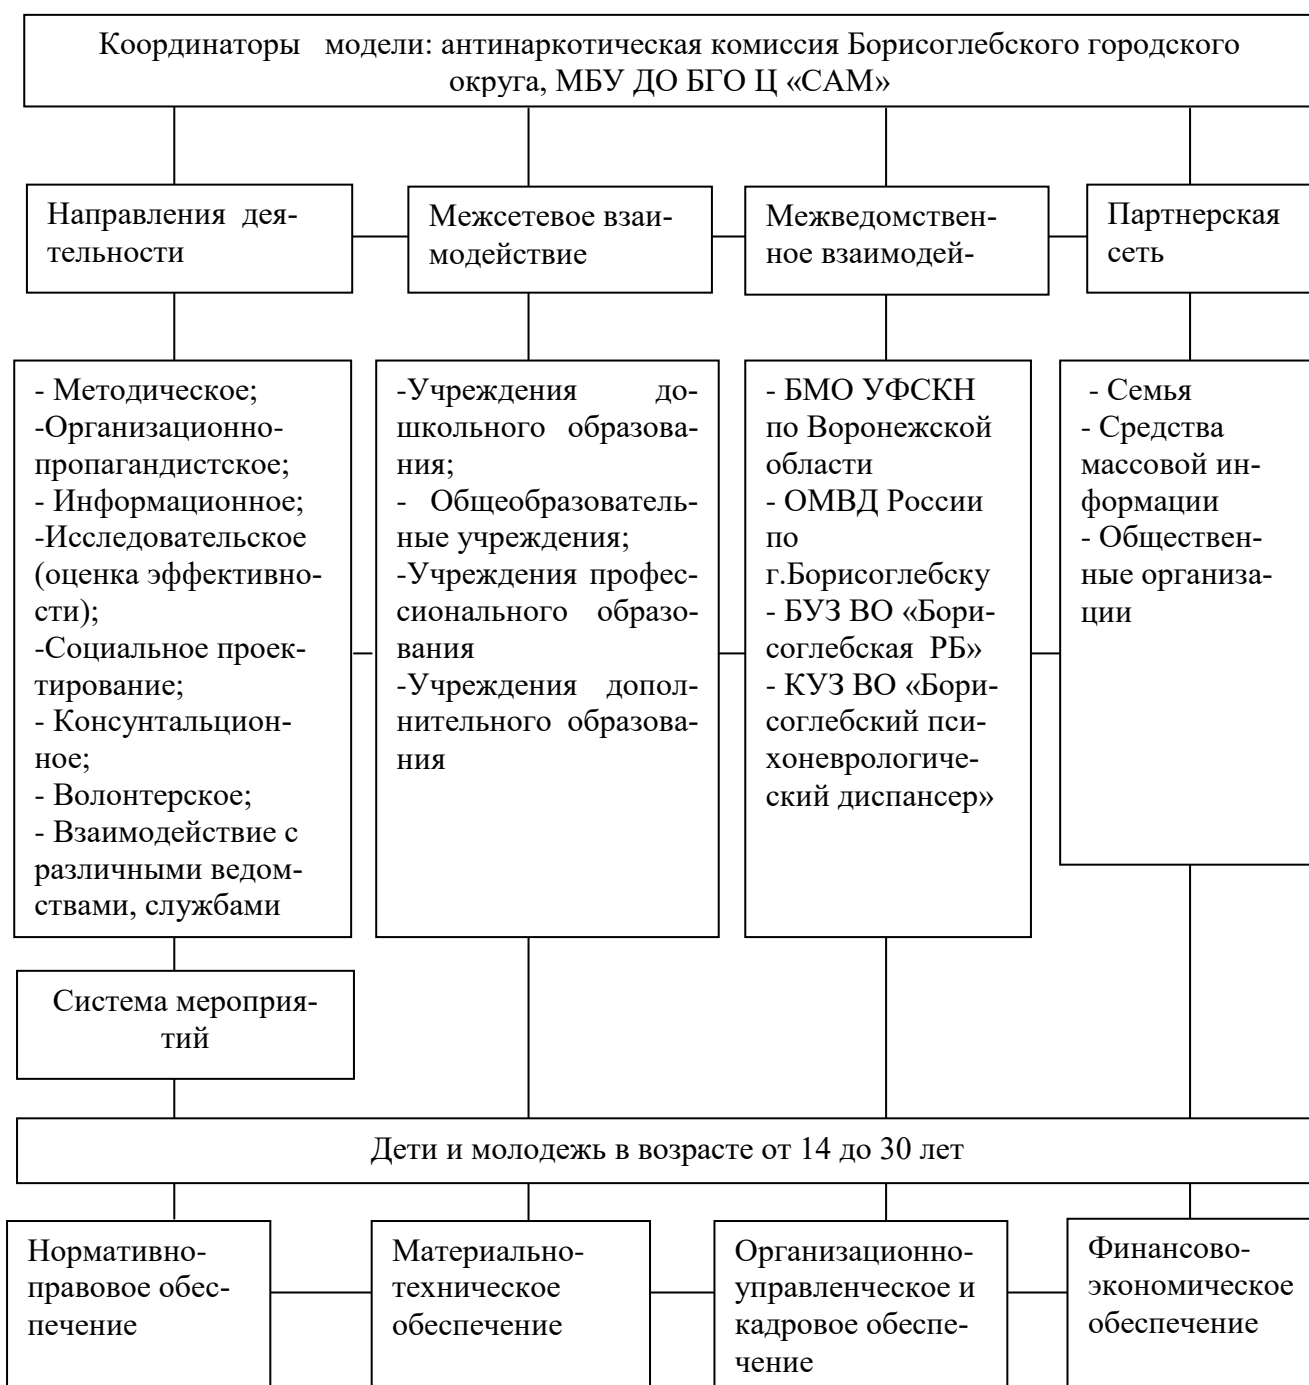 Координаторы модели: антинаркотическая комиссия Борисоглебского городского
округа, МБУ ДО БГО Ц «САМ»
Направления дея-
тельности
Межсетевое взаи-
модействие
Межведомствен-
ное взаимодей-
Партнерская
сеть
- Методическое;
-Организационно-
пропагандистское;
- Информационное;
-Исследовательское
(оценка эффективно-
сти);
-Социальное проек-
тирование;
- Консунтальцион-
ное;
- Волонтерское;
- Взаимодействие с
различными ведом-
ствами, службами
-Учреждения до-
школьного образова-
ния;
- Общеобразователь-
ные учреждения;
-Учреждения профес-
сионального образо-
вания
-Учреждения допол-
нительного образова-
ния
- БМО УФСКН
по Воронежской
области
- ОМВД России
по
г.Борисоглебску
- БУЗ ВО «Бори-
соглебская РБ»
- КУЗ ВО «Бори-
соглебский пси-
хоневрологиче-
ский диспансер»
- Семья
- Средства
массовой ин-
формации
- Обществен-
ные организа-
ции
Система мероприя-
тий
Дети и молодежь в возрасте от 14 до 30 лет
Нормативно-
правовое обес-
печение
Материально-
техническое
обеспечение
Организационно-
управленческое и
кадровое обеспе-
чение
Финансово-
экономическое
обеспечение